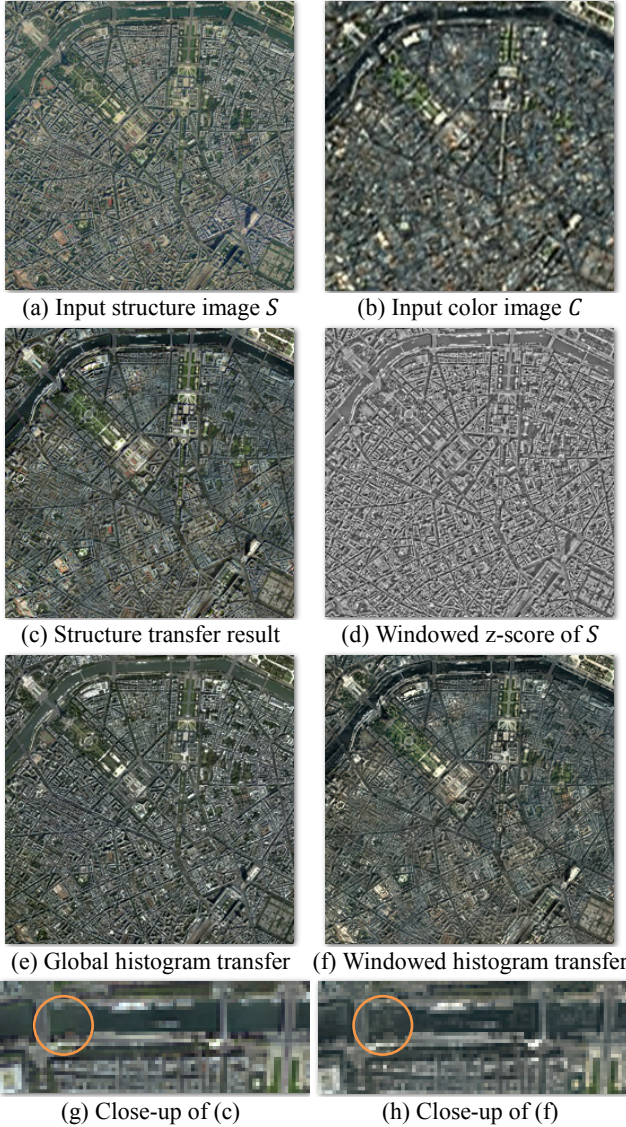 (a) Input structure image S
(b) Input color image C
(c) Structure transfer result
(d) Windowed z-score of S
(e) Global histogram transfer
(f) Windowed histogram transfer
(g) Close-up of (c)
(h) Close-up of (f)